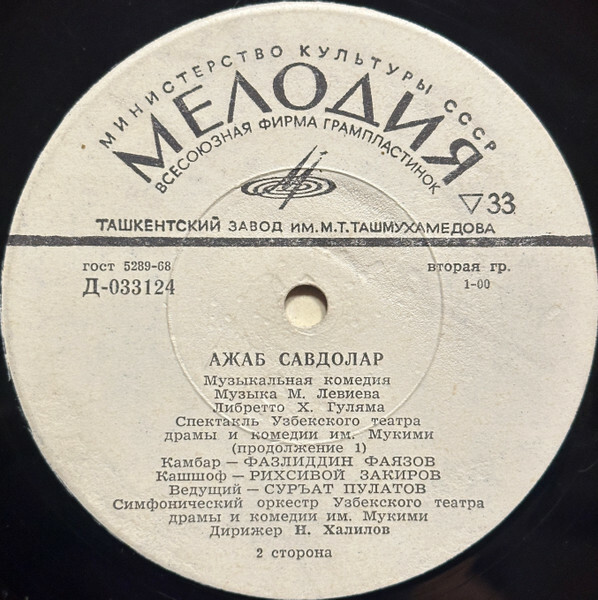 МИНИСТЕРСТВО КУЛЬТУРЫ СССР
МЕЛОДИЯ
ВСЕСОЮЗНАЯ ФИРМА ГРАМПЛАСТИНОК
▽33
ТАШКЕНТСКИЙ ЗАВОД ИМ.М.Т.ТАШМУХАМЕДОВА
гост 5289-68
вторая гр.
Д-033124
1-00
АЖАБ САВДОЛАР
Музыкальная комедия
Музыка М. Левиева
Либретто Х. Гуляма
Спектакль Узбекского театра
драмы и комедии им. Мукими
(продолжение 1)
Камбар — ФАЗЛИДДИН ФАЯЗОВ
Кашшоф — РИХСИВОЙ ЗАКИРОВ
Ведущий — СУРЪАТ ПУЛАТОВ
Симфонический оркестр Узбекского театра
драмы и комедии им. Мукими
Дирижер Н. Халилов
2 сторона